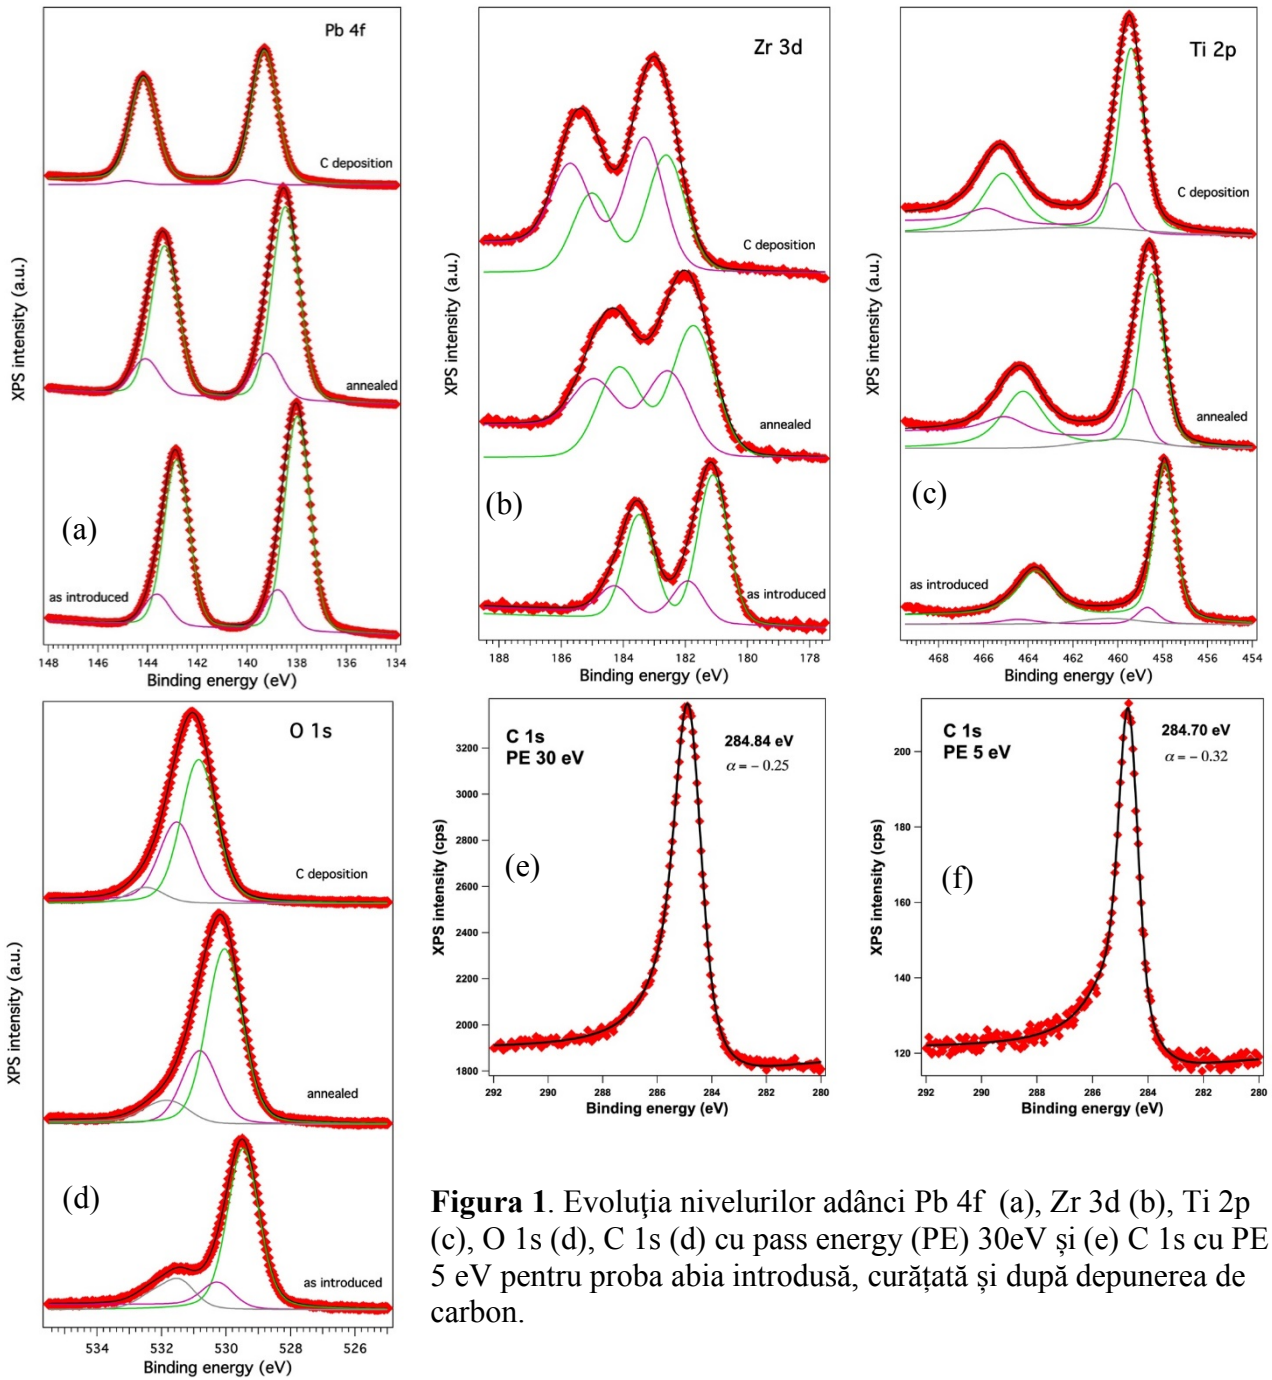 Pb 4f
C deposition
annealed
(a)
as introduced
XPS intensity (a.u.)
148 146 144 142 140 138 136 134
Binding energy (eV)
Zr 3d
C deposition
annealed
(b)
as introduced
XPS intensity (a.u.)
188 186 184 182 180 178
Binding energy (eV)
Ti 2p
C deposition
annealed
(c)
as introduced
XPS intensity (a.u.)
468 466 464 462 460 458 456 454
Binding energy (eV)
O 1s
C deposition
annealed
(d)
as introduced
XPS intensity (a.u.)
534 532 530 528 526
Binding energy (eV)
C 1s
PE 30 eV
284.84 eV
α = - 0.25
(e)
XPS intensity (cps)
3200
3000
2800
2600
2400
2200
2000
1800
292 290 288 286 284 282 280
Binding energy (eV)
C 1s
PE 5 eV
284.70 eV
α = - 0.32
(f)
XPS intensity (cps)
200
180
160
140
120
292 290 288 286 284 282 280
Binding energy (eV)
Figura 1. Evoluţia nivelurilor adânci Pb 4f (a), Zr 3d (b), Ti 2p
(c), O 1s (d), C 1s (d) cu pass energy (PE) 30eV și (e) C 1s cu PE
5 eV pentru proba abia introdusă, curățată și după depunerea de
carbon.